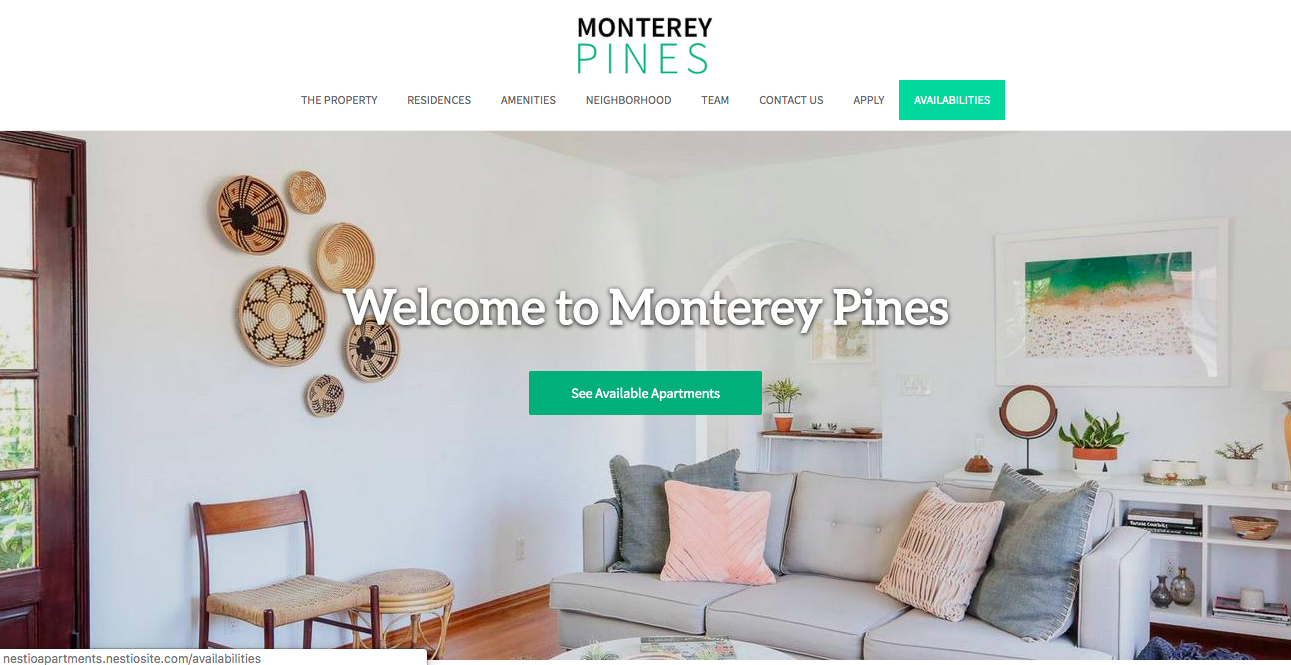 MONTEREY
PINES
THE PROPERTY RESIDENCES AMENITIES NEIGHBORHOOD TEAM CONTACT US APPLY AVAILABILITIES
Welcome to Monterey Pines
See Available Apartments
nestioapartments.nestiosite.com/availabilities